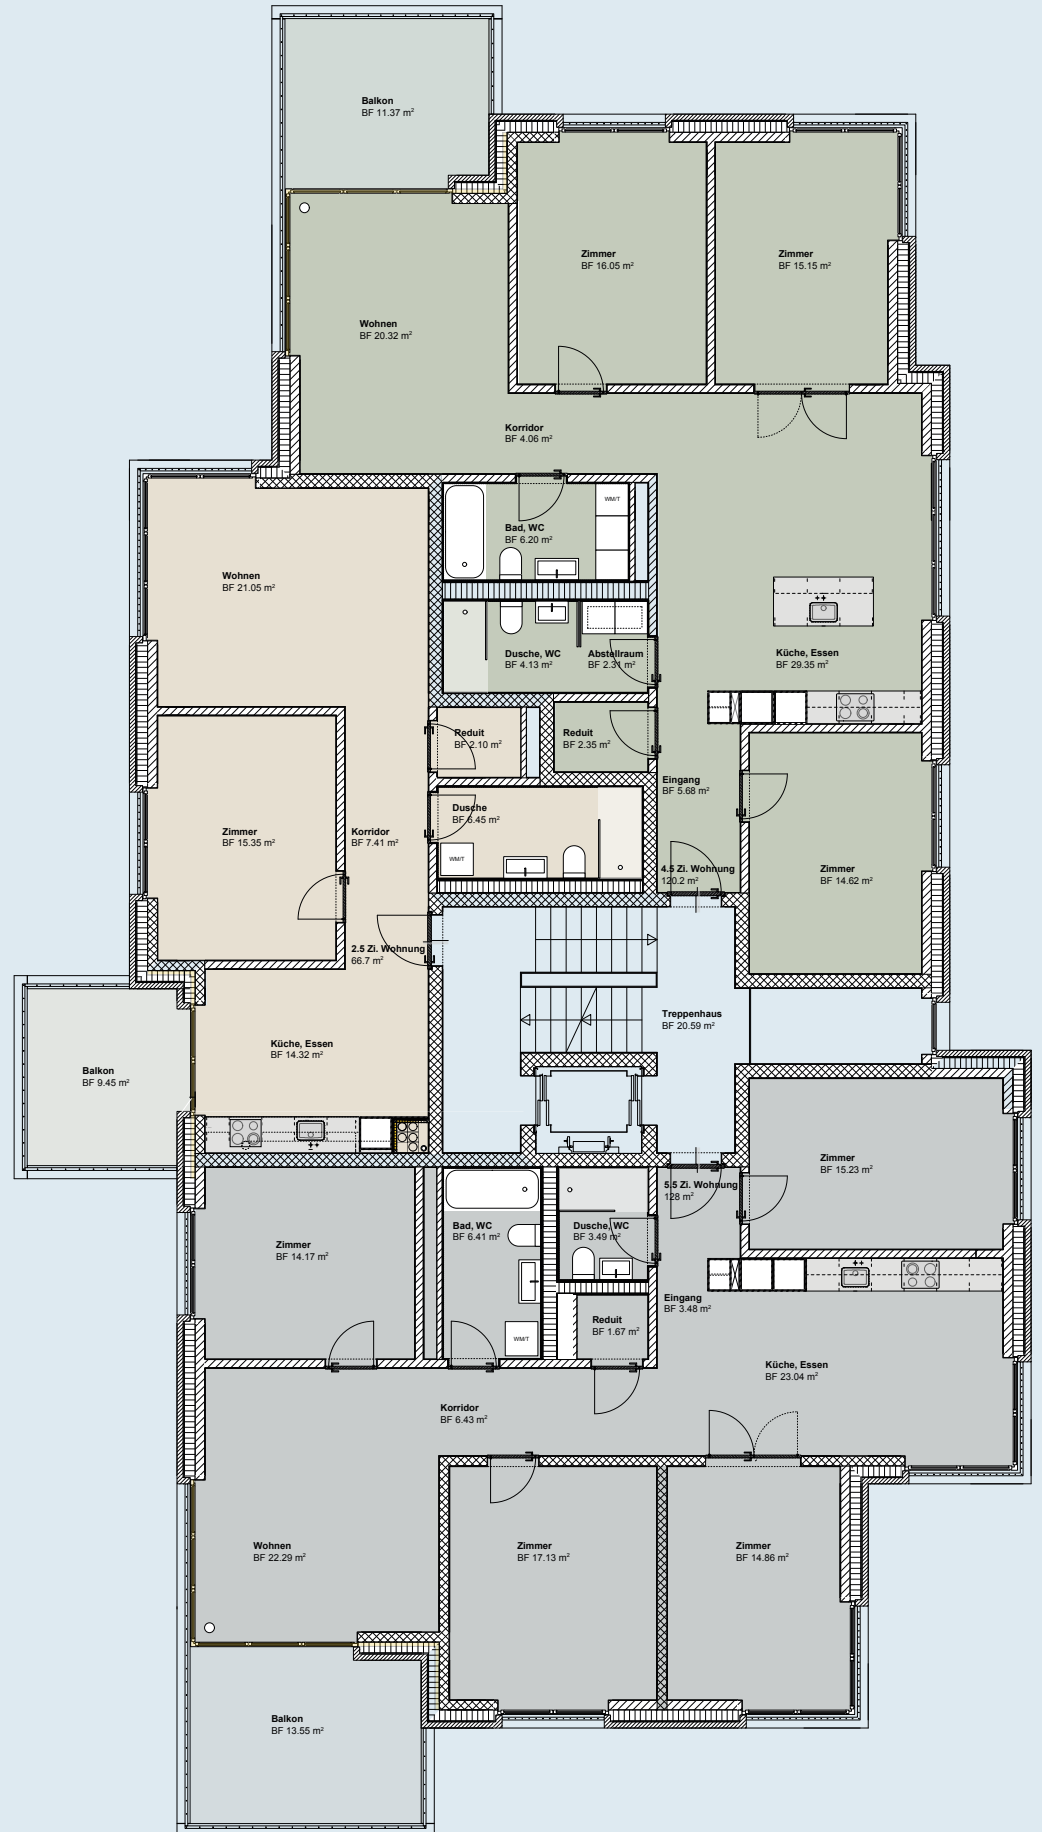 Balkon
BF 11.37 m²
Zimmer
BF 16.05 m²
Zimmer
BF 15.15 m²
Wohnen
BF 20.32 m²
Korridor
BF 4.06 m²
WM/T
Bad, WC
BF 6.20 m²
Wohnen
BF 21.05 m²
Dusche, WC
BF 4.13 m²
Abstellraum
BF 2.31 m²
Küche, Essen
BF 29.35 m²
Reduit
BF 2.10 m²
Reduit
BF 2.35 m²
Eingang
BF 5.68 m²
Dusche
BF 6.45 m²
Zimmer
BF 15.35 m²
Korridor
BF 7.41 m²
WM/T
4.5 Zi. Wohnung
120.2 m²
Zimmer
BF 14.62 m²
2.5 Zi. Wohnung
66.7 m²
Treppenhaus
BF 20.59 m²
Küche, Essen
BF 14.32 m²
Balkon
BF 9.45 m²
Zimmer
BF 15.23 m²
5.5 Zi. Wohnung
128 m²
Bad, WC
BF 6.41 m²
Dusche, WC
BF 3.49 m²
Zimmer
BF 14.17 m²
Eingang
BF 3.48 m²
Reduit
BF 1.67 m²
WM/T
Küche, Essen
BF 23.04 m²
Korridor
BF 6.43 m²
Wohnen
BF 22.29 m²
Zimmer
BF 17.13 m²
Zimmer
BF 14.86 m²
Balkon
BF 13.55 m²